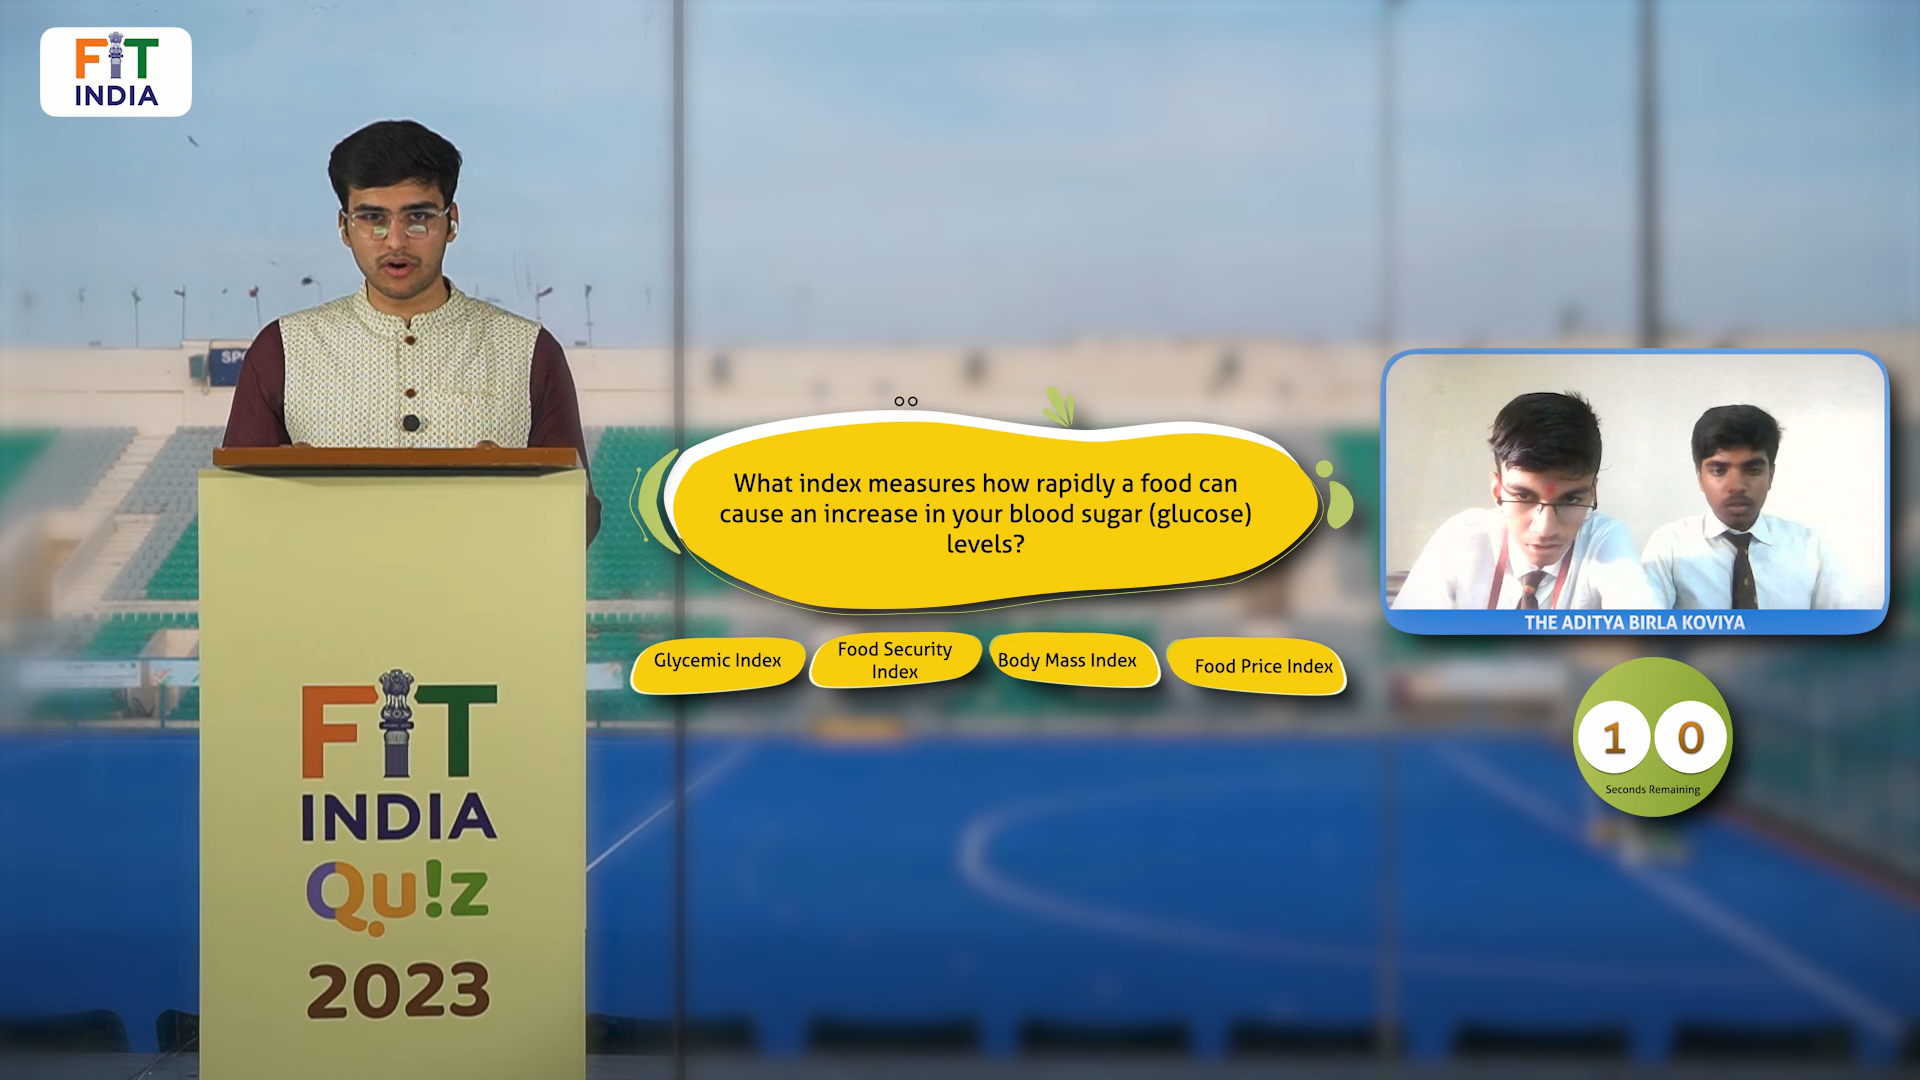 FIT
INDIA
SPO
What index measures how rapidly a food can
cause an increase in your blood sugar (glucose)
levels?
Glycemic Index
Food Security
Index
Body Mass Index
Food Price Index
THE ADITYA BIRLA KOVIYA
1 0
Seconds Remaining
FIT
INDIA
Qu!z
2023